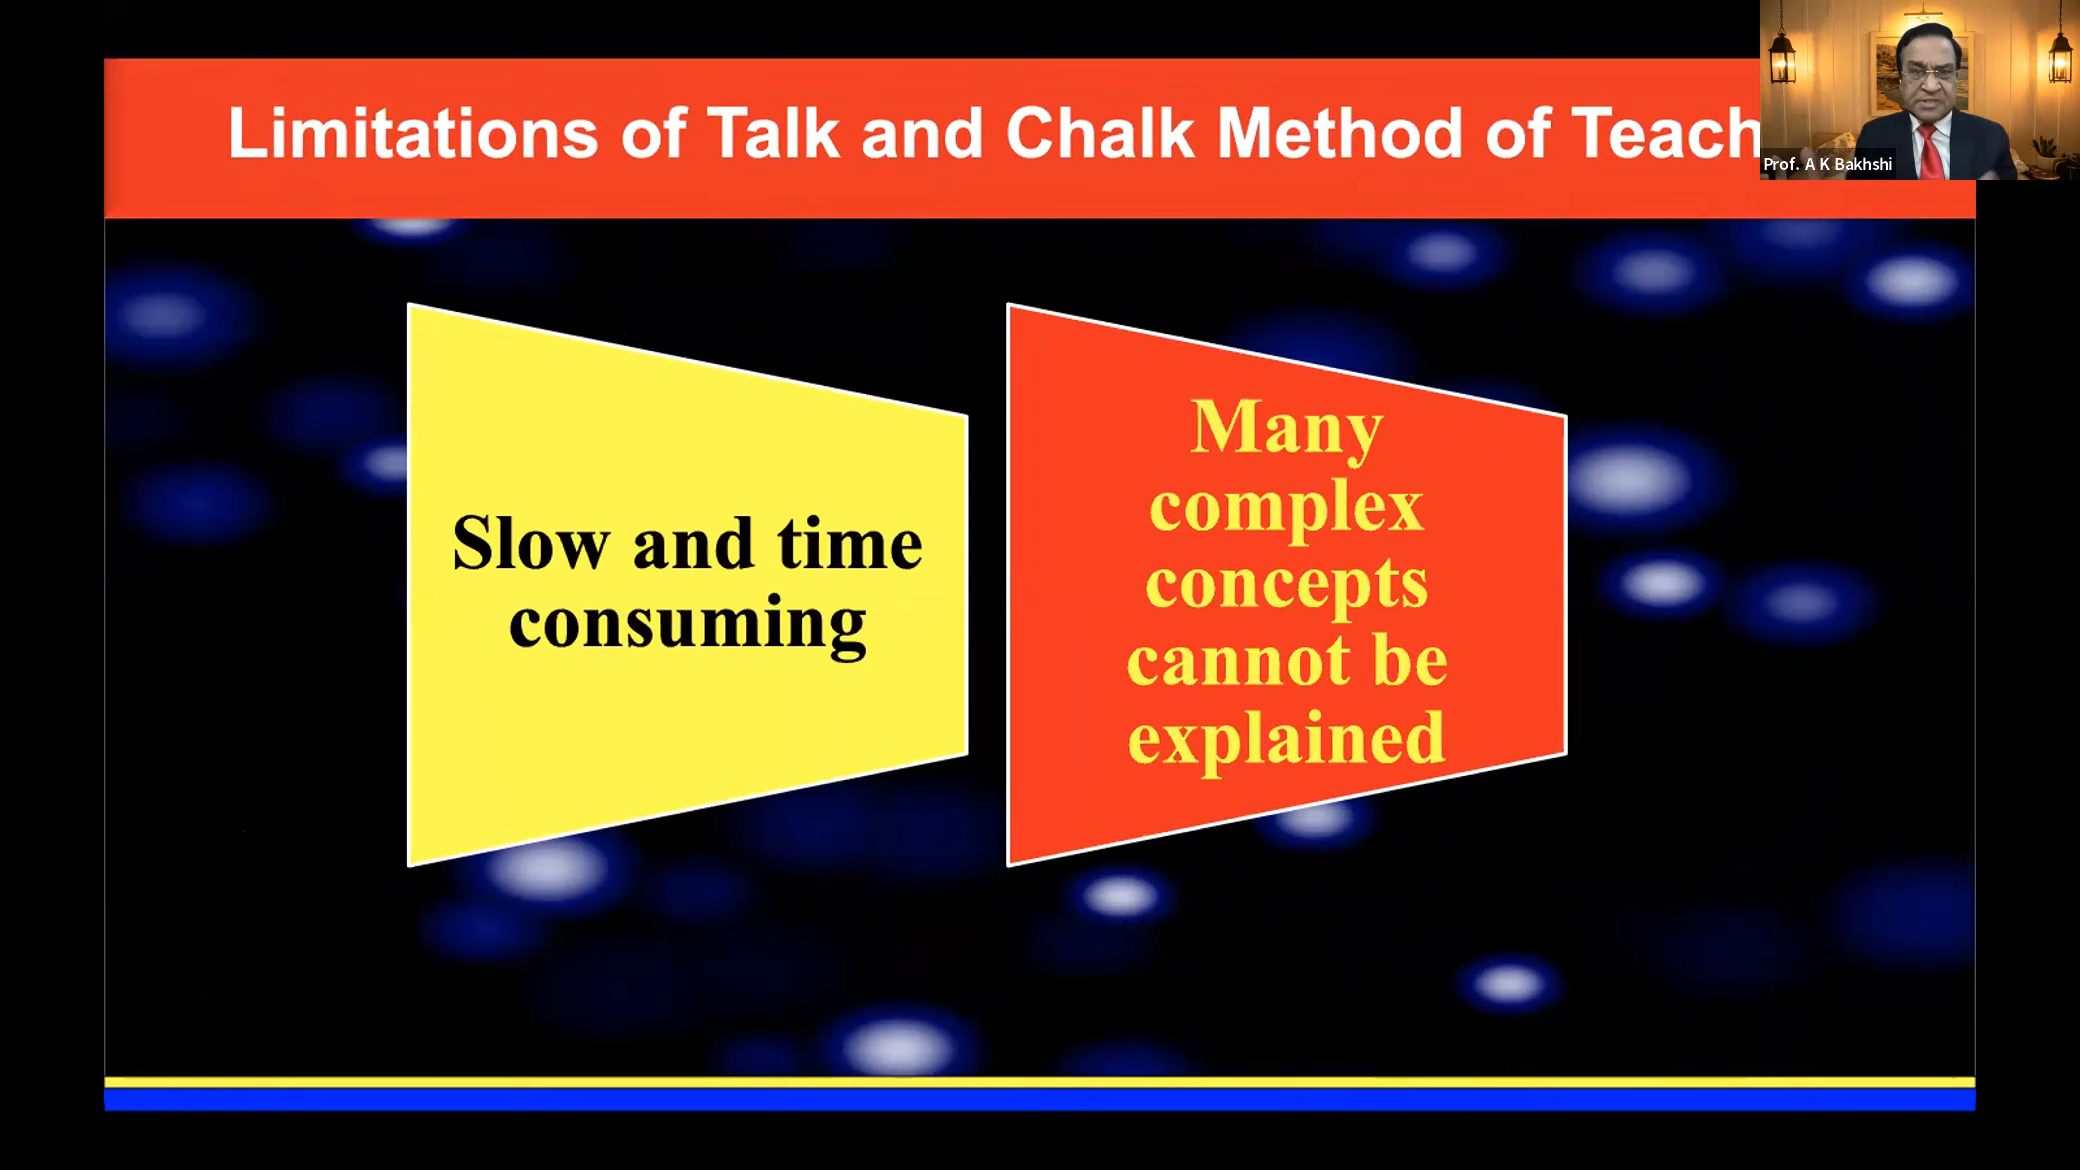 Limitations of Talk and Chalk Method of Teach
Prof. A K Bakhshi
Slow and time
consuming
Many
complex
concepts
cannot be
explained